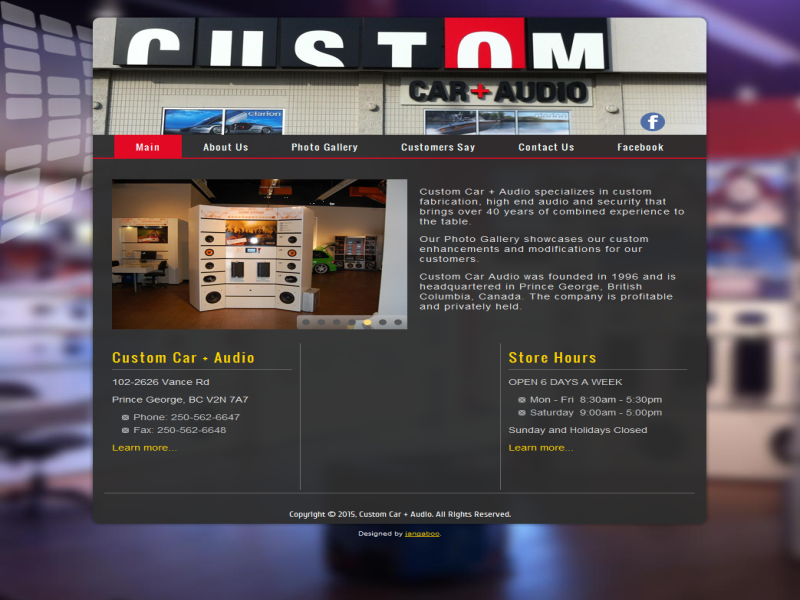 CUSTOM
CAR+AUDIO
Clarion
f
Main
About Us
Photo Gallery
Customers Say
Contact Us
Facebook
Custom Car + Audio specializes in custom
fabrication, high end audio and security that
brings over 40 years of combined experience to
the table.
Our Photo Gallery showcases our custom
enhancements and modifications for our
customers.
Custom Car Audio was founded in 1996 and is
headquartered in Prince George, British
Columbia, Canada. The company is profitable
and privately held.
Custom Car + Audio
102-2626 Vance Rd
Prince George, BC V2N 7A7
Phone: 250-562-6647
Fax: 250-562-6648
Learn more...
Store Hours
OPEN 6 DAYS A WEEK
Mon - Fri 8:30am - 5:30pm
Saturday 9:00am - 5:00pm
Sunday and Holidays Closed
Learn more...
Copyright © 2015, Custom Car + Audio. All Rights Reserved.
Designed by jangaboo.